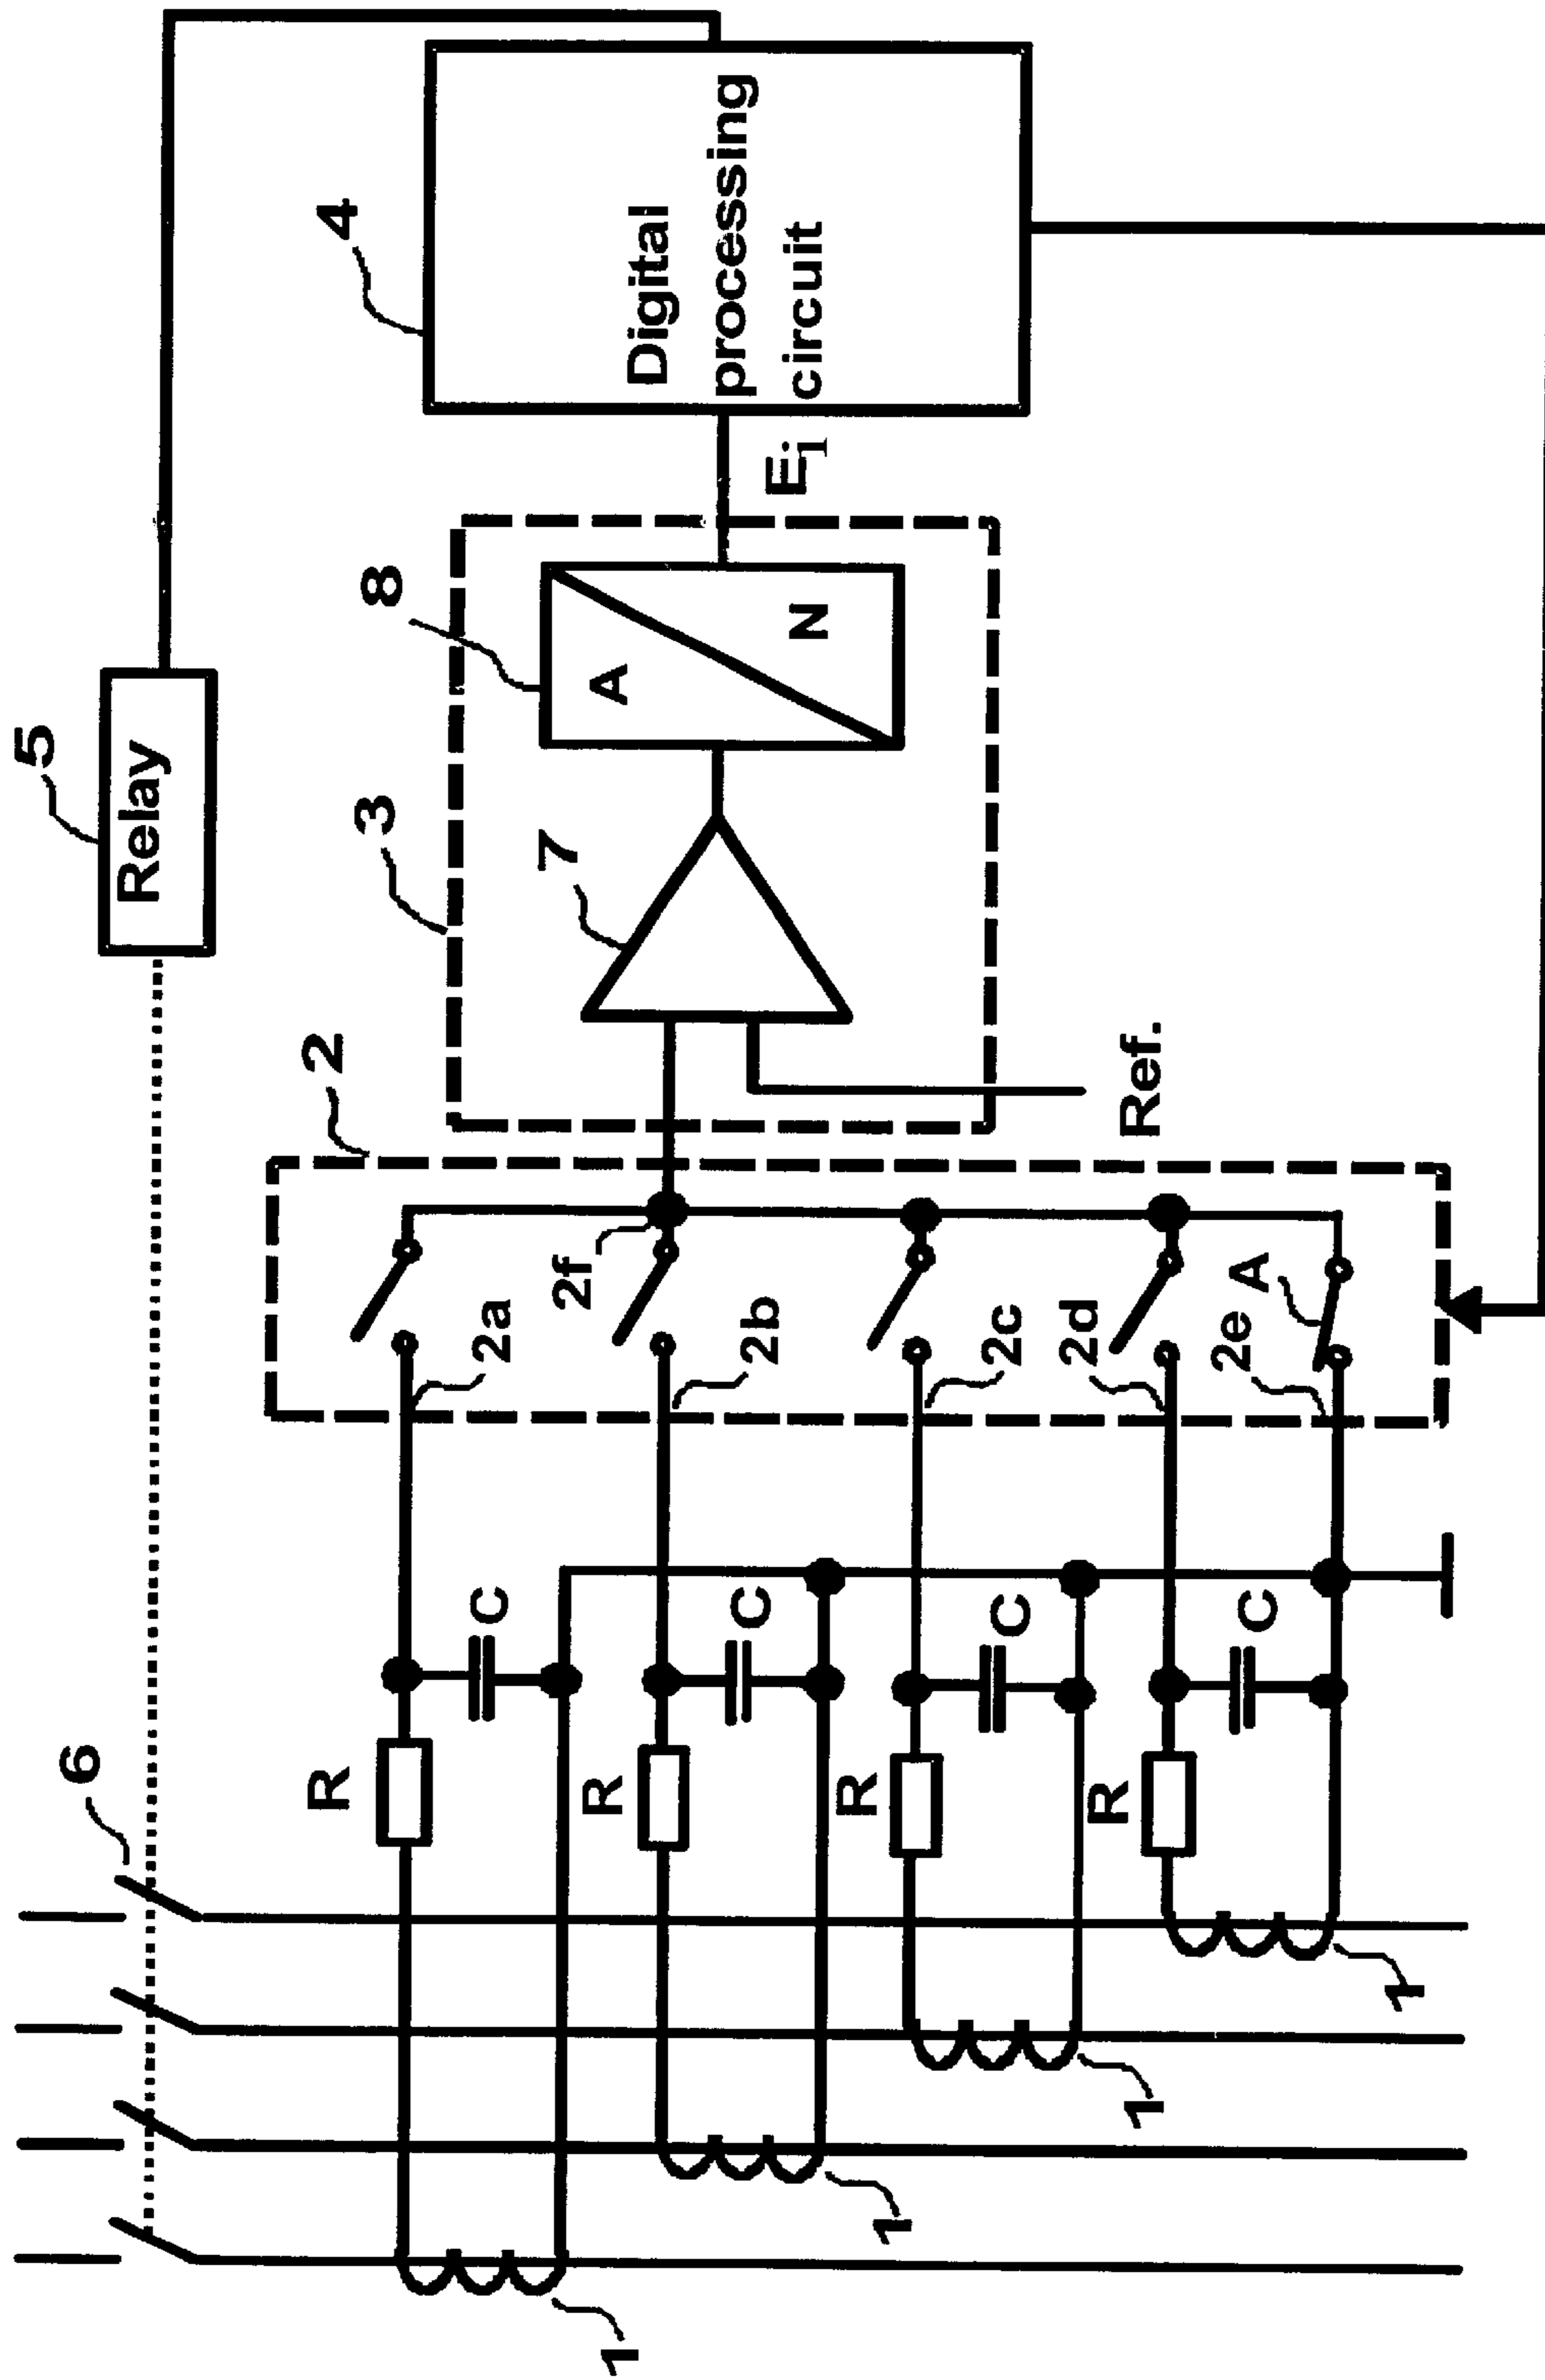 5
Relay
4
Digital
processing
circuit
8
A
N
3
7
Ei
2
Ref.
2f
A
2a
2b
2c
2d
2e
6
R
C
R
C
R
C
R
C
1
1
1
1